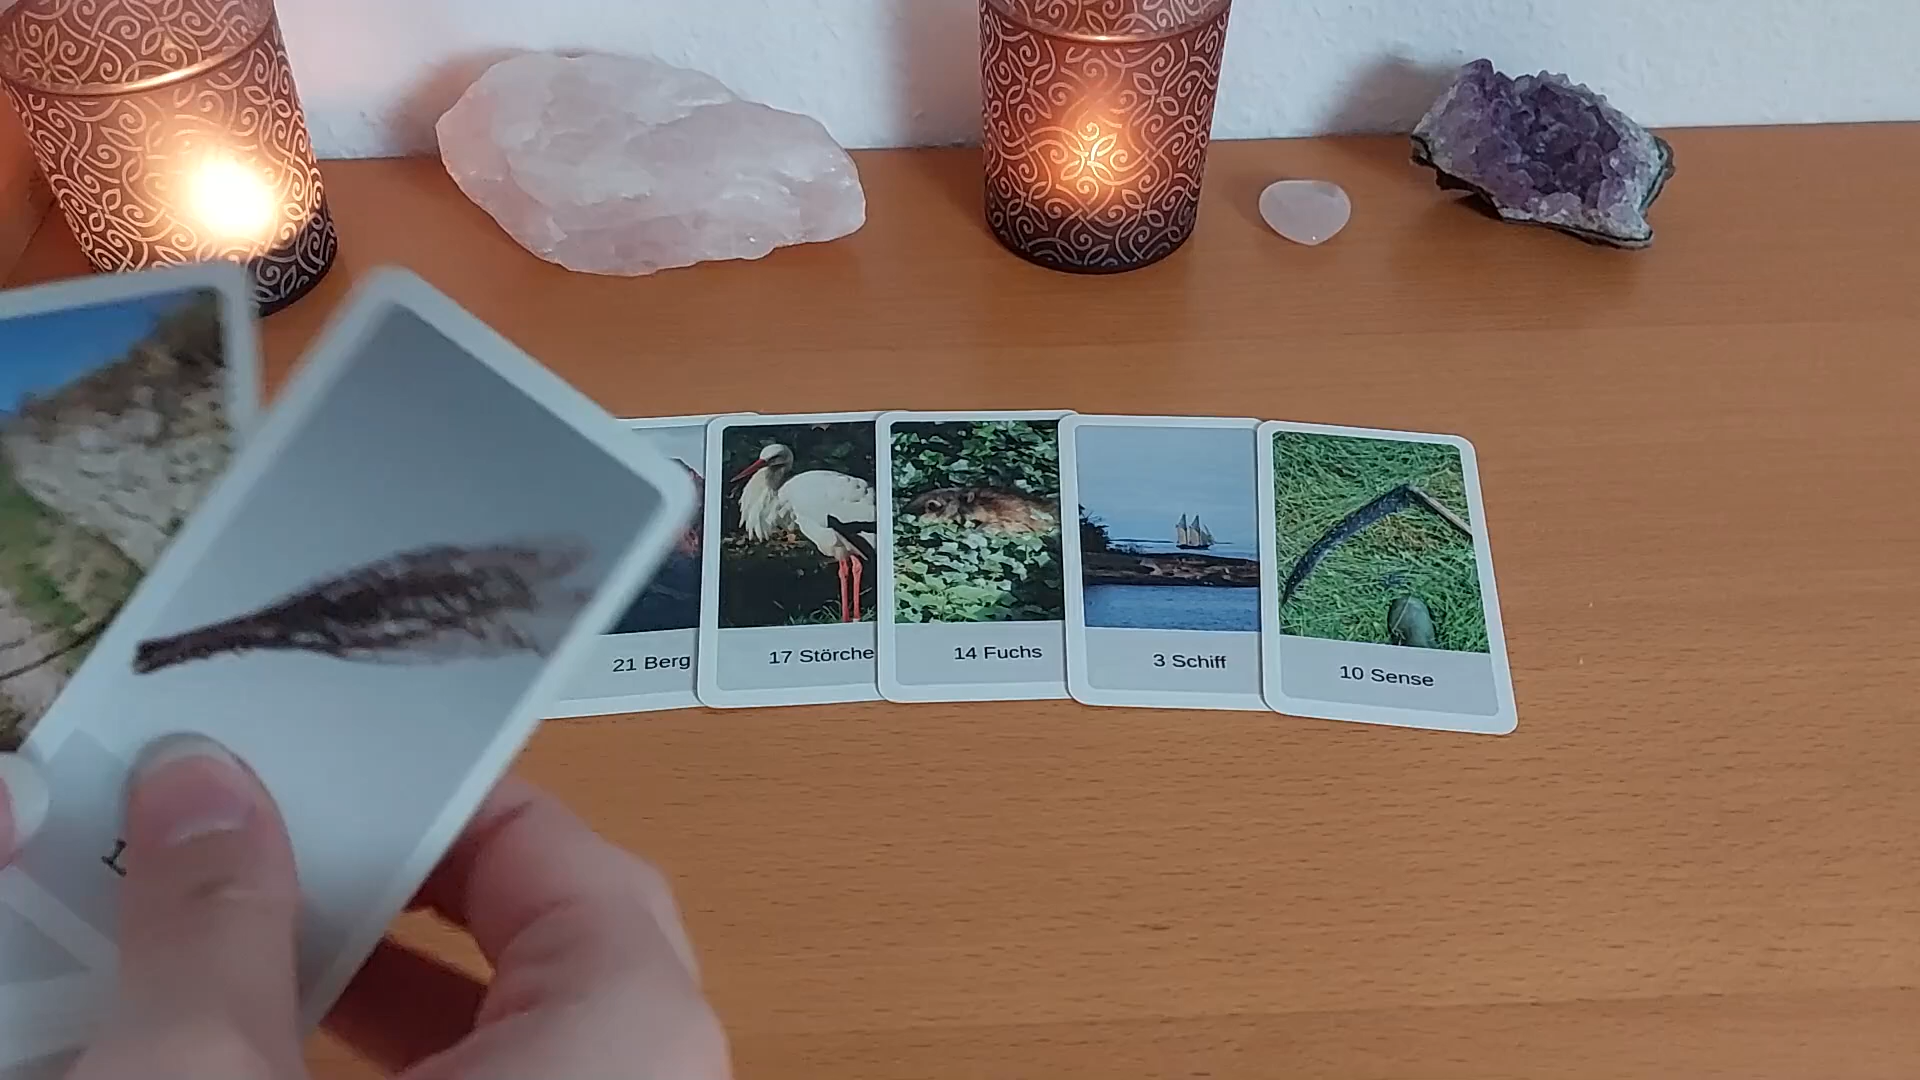 21 Berg
17 Störche
14 Fuchs
3 Schiff
10 Sense